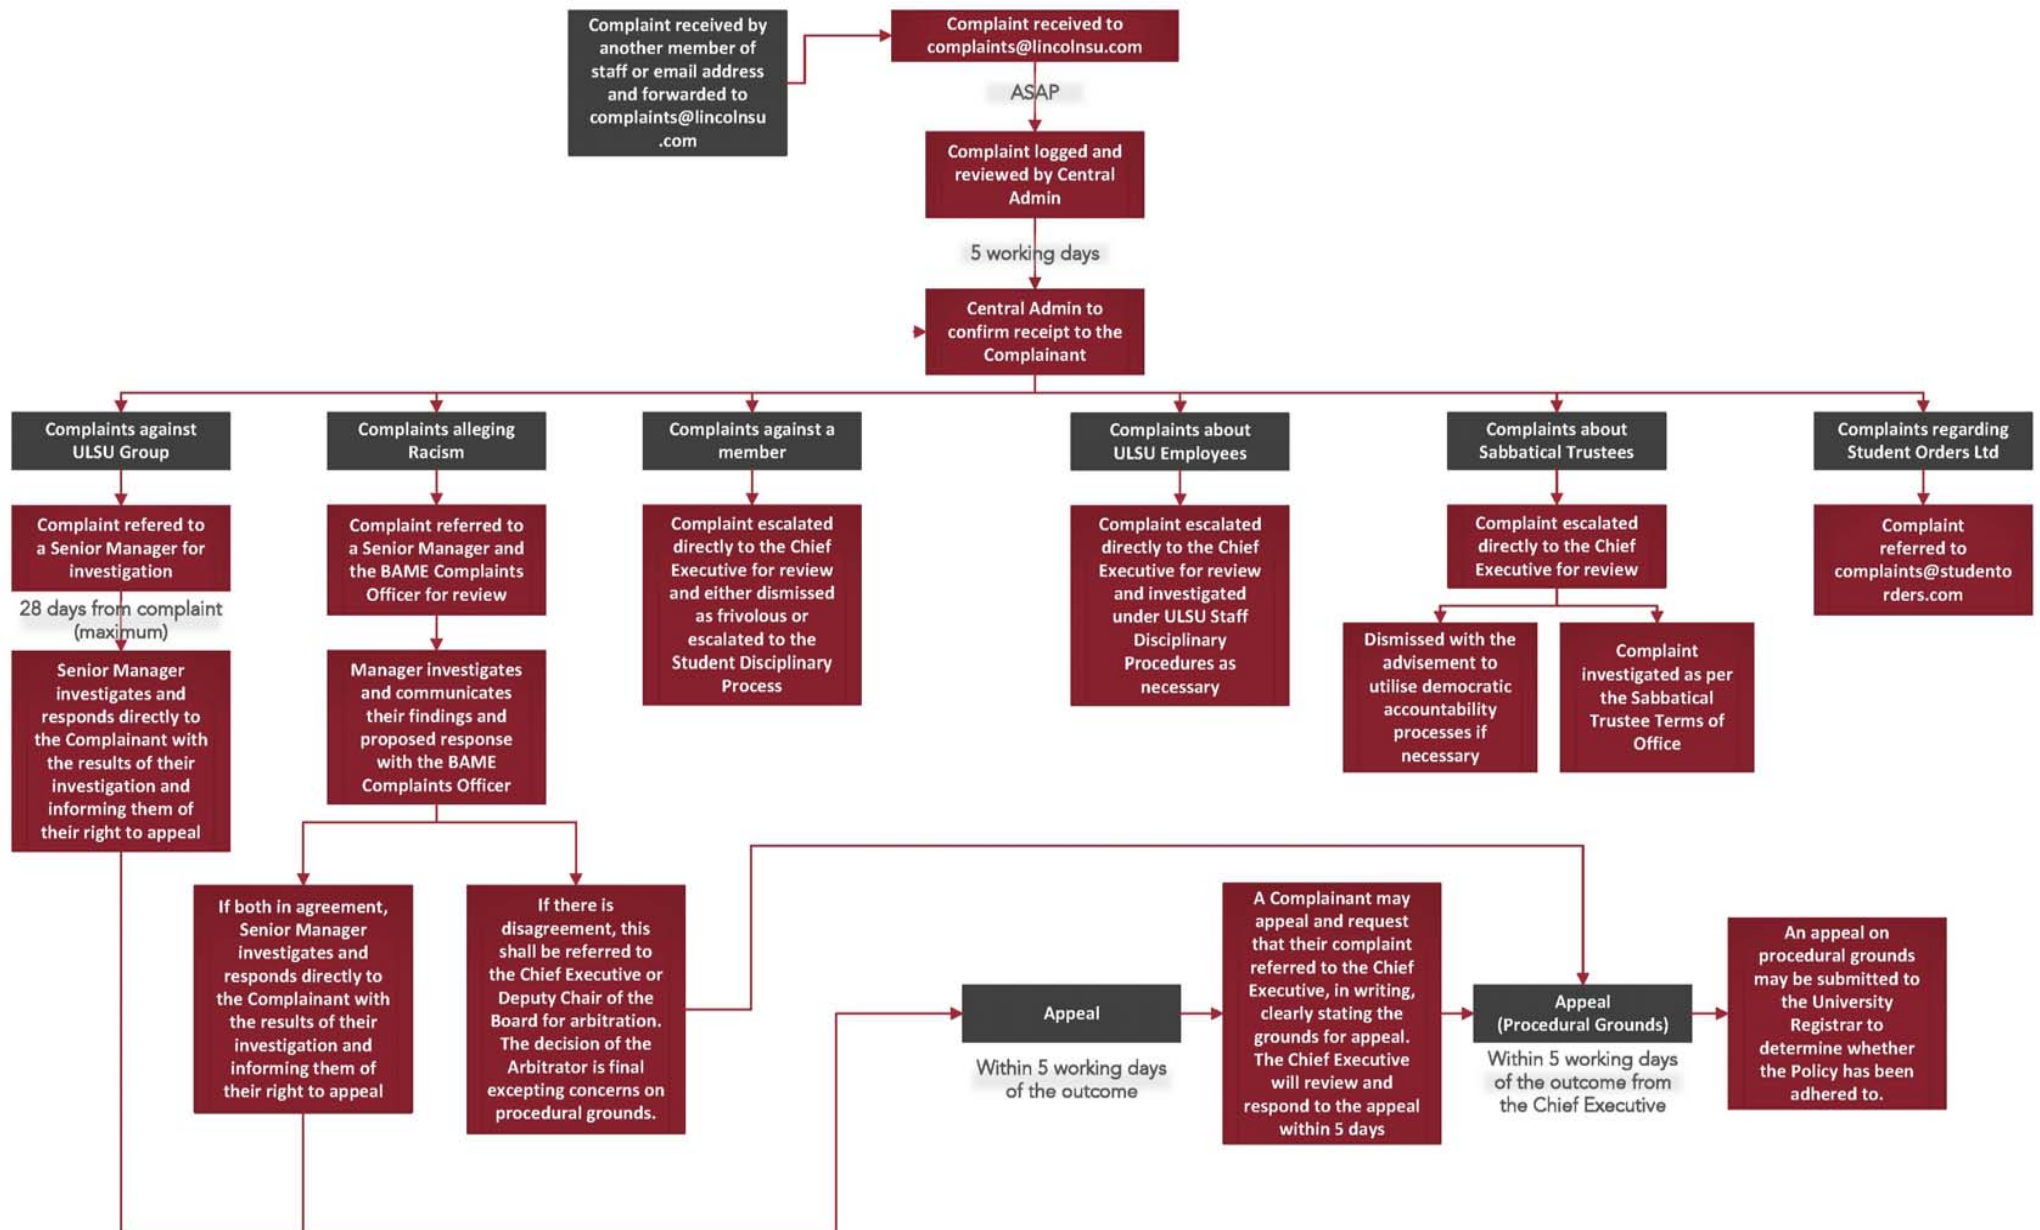 Complaint received by
another member of
staff or email address
and forwarded to
complaints@lincolnsu
.com
Complaint received to
complaints@lincolnsu.com
ASAP
Complaint logged and
reviewed by Central
Admin
5 working days
Central Admin to
confirm receipt to the
Complainant
Complaints against
ULSU Group
Complaints alleging
Racism
Complaints against a
member
Complaints about
ULSU Employees
Complaints about
Sabbatical Trustees
Complaints regarding
Student Orders Ltd
Complaint refered to
a Senior Manager for
investigation
28 days from complaint
(maximum)
Senior Manager
investigates and
responds directly to
the Complainant with
the results of their
investigation and
informing them of
their right to appeal
Complaint referred to
a Senior Manager and
the BAME Complaints
Officer for review
Manager investigates
and communicates
their findings and
proposed response
with the BAME
Complaints Officer
Complaint escalated
directly to the Chief
Executive for review
and either dismissed
as frivolous or
escalated to the
Student Disciplinary
Process
Complaint escalated
directly to the Chief
Executive for review
and investigated
under ULSU Staff
Disciplinary
Procedures as
necessary
Complaint escalated
directly to the Chief
Executive for review
Dismissed with the
advisement to
utilise democratic
accountability
processes if
necessary
Complaint
investigated as per
the Sabbatical
Trustee Terms of
Office
Complaint
referred to
complaints@studento
rders.com
If both in agreement,
Senior Manager
investigates and
responds directly to
the Complainant with
the results of their
investigation and
informing them of
their right to appeal
If there is
disagreement, this
shall be referred to
the Chief Executive or
Deputy Chair of the
Board for arbitration.
The decision of the
Arbitrator is final
excepting concerns on
procedural grounds.
Appeal
Within 5 working days
of the outcome
A Complainant may
appeal and request
that their complaint
referred to the Chief
Executive, in writing,
clearly stating the
grounds for appeal.
The Chief Executive
will review and
respond to the appeal
within 5 days
Appeal
(Procedural Grounds)
Within 5 working days
of the outcome from
the Chief Executive
An appeal on
procedural grounds
may be submitted to
the University
Registrar to
determine whether
the Policy has been
adhered to.